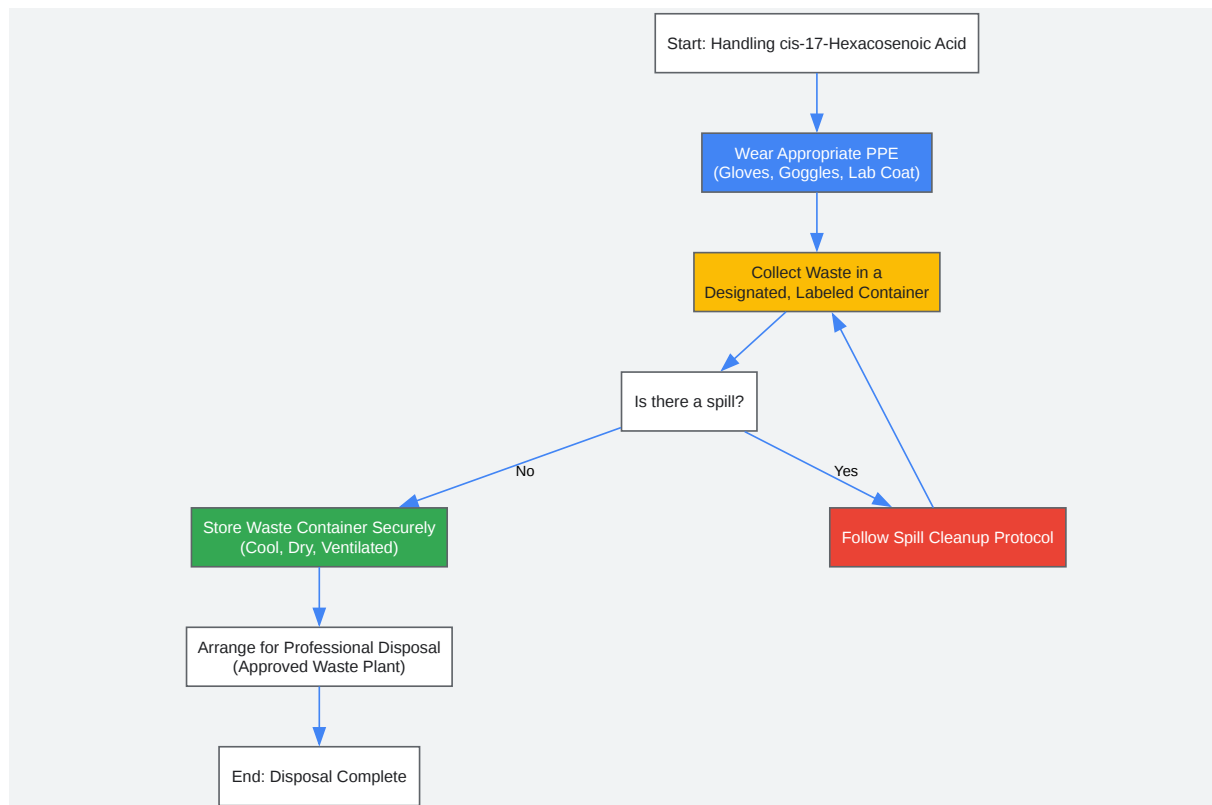 Start: Handling cis-17-Hexacosenoic Acid
Wear Appropriate PPE
(Gloves, Goggles, Lab Coat)
Collect Waste in a
Designated, Labeled Container
Is there a spill?
No
Yes
Store Waste Container Securely
(Cool, Dry, Ventilated)
Follow Spill Cleanup Protocol
Arrange for Professional Disposal
(Approved Waste Plant)
End: Disposal Complete